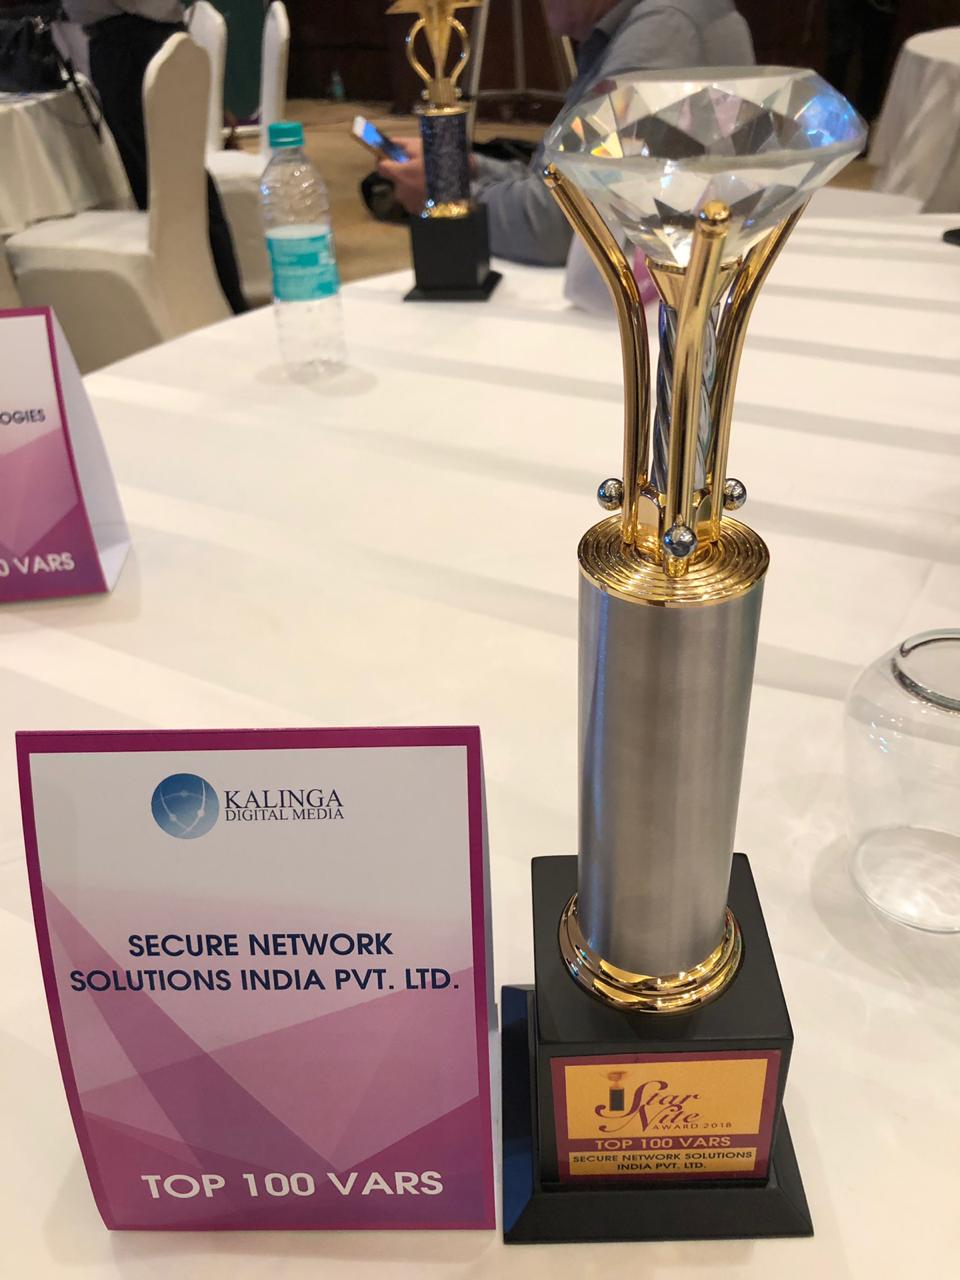 OGIES
0 VARS
KALINGA
DIGITAL MEDIA
SECURE NETWORK
SOLUTIONS INDIA PVT. LTD.
TOP 100 VARS
Star
Nite
AWARD 2018
TOP 100 VARS
SECURE NETWORK SOLUTIONS
INDIA PVT. LTD.